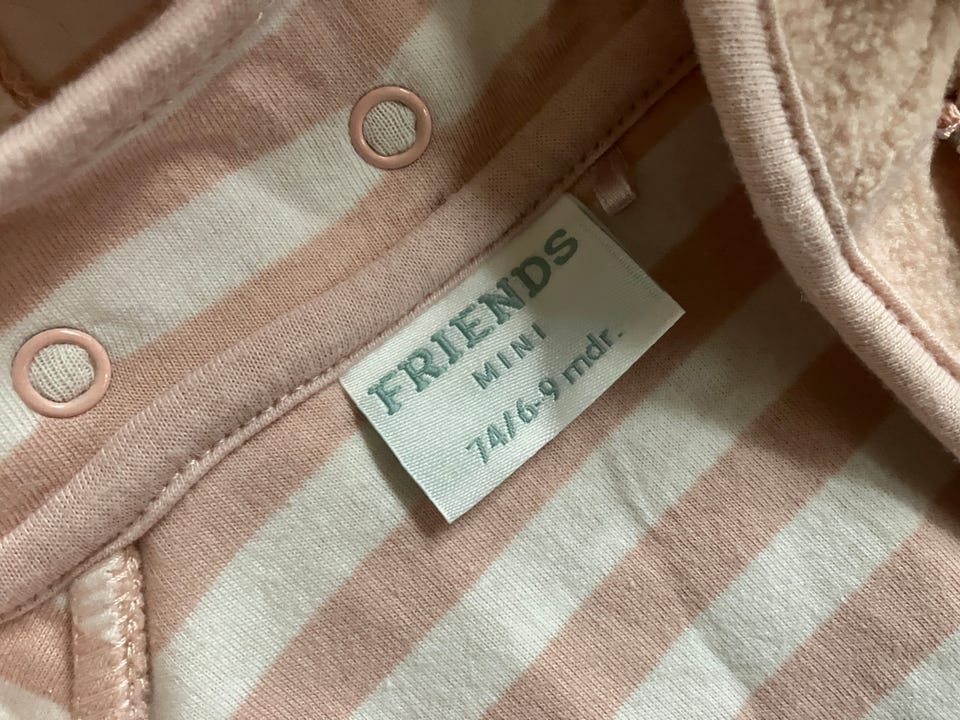 FRIENDS
MINI
74/6-9 mdr.